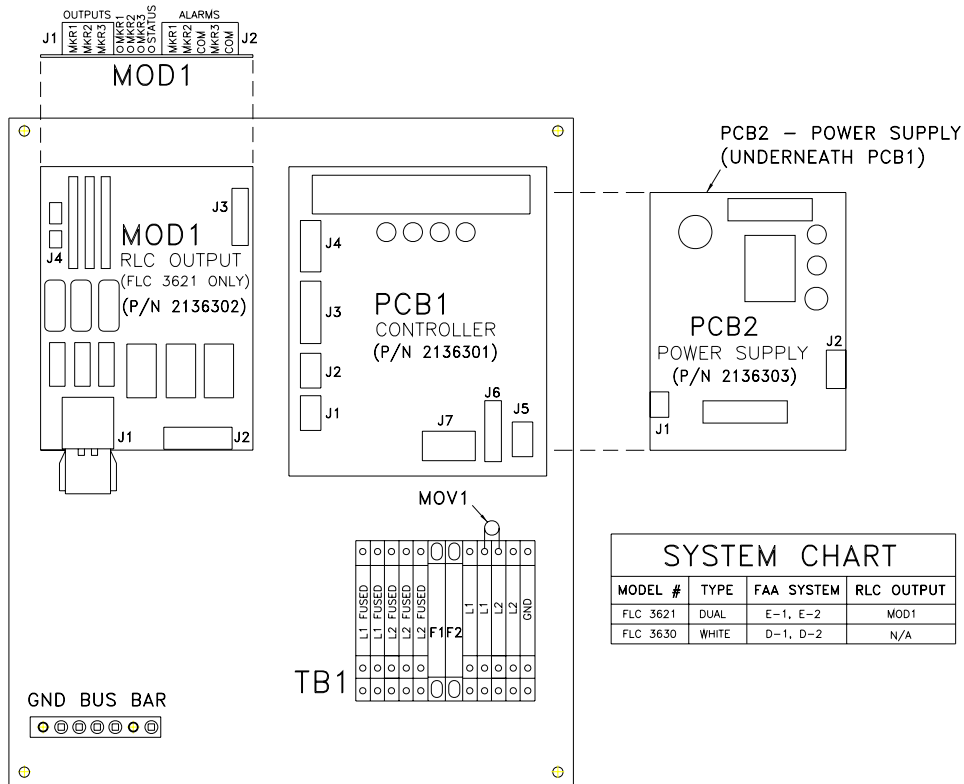 OUTPUTS
ALARMS
J1
MKR1
MKR2
MKR3
O MKR1
O MKR2
O MKR3
O STATUS
MKR1
MKR2
COM
MKR3
COM
J2
MOD1
PCB2 – POWER SUPPLY
(UNDERNEATH PCB1)
J3
J4
MOD1
RLC OUTPUT
(FLC 3621 ONLY)
(P/N 2136302)
J1
J2
J4
J3
PCB1
CONTROLLER
(P/N 2136301)
J2
J1
J7
J6
J5
PCB2
POWER SUPPLY
(P/N 2136303)
J2
J1
MOV1
L1 FUSED
L1 FUSED
L2 FUSED
L2 FUSED
F1
F2
L1
L1
L2
L2
GND
TB1
SYSTEM CHART
MODEL # TYPE FAA SYSTEM RLC OUTPUT
FLC 3621 DUAL E-1, E-2 MOD1
FLC 3630 WHITE D-1, D-2 N/A
GND BUS BAR